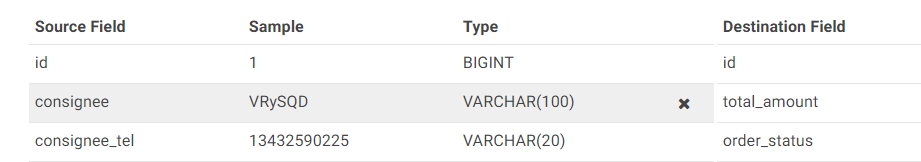 Source Field Sample Type Destination Field
id 1 BIGINT id
consignee VRySQD VARCHAR(100) ✖ total_amount
consignee_tel 13432590225 VARCHAR(20) order_status